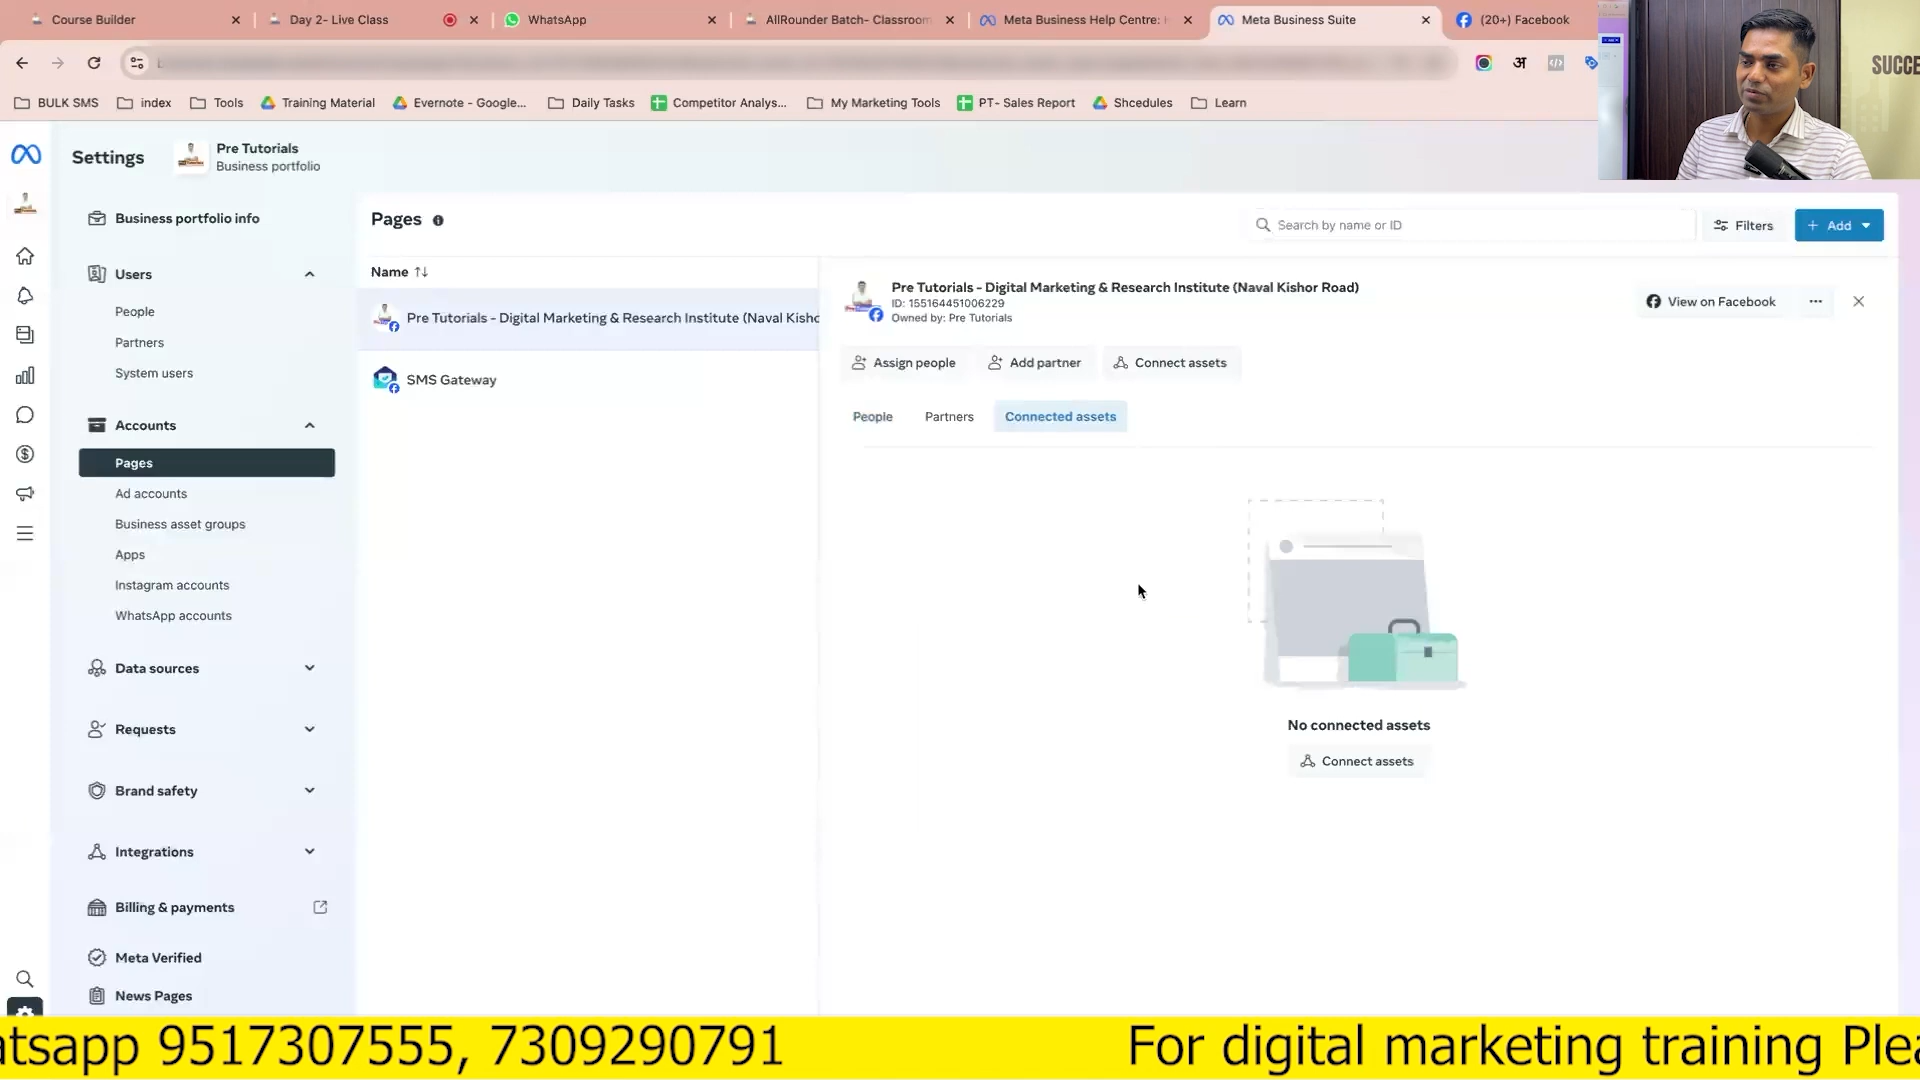 Course Builder
Day 2- Live Class
WhatsApp
AllRounder Batch- Classroom
Meta Business Help Centre:
Meta Business Suite
(20+) Facebook
BULK SMS
index
Tools
Training Material
Evernote - Google...
Daily Tasks
Competitor Analys...
My Marketing Tools
PT- Sales Report
Shcedules
Learn
SUCCE
Settings
Pre Tutorials
Business portfolio
Business portfolio info
Users
People
Partners
System users
Accounts
Pages
Ad accounts
Business asset groups
Apps
Instagram accounts
WhatsApp accounts
Data sources
Requests
Brand safety
Integrations
Billing & payments
Meta Verified
News Pages
Pages
Search by name or ID
Filters
+ Add
Name
Pre Tutorials - Digital Marketing & Research Institute (Naval Kisho
SMS Gateway
Pre Tutorials - Digital Marketing & Research Institute (Naval Kishor Road)
ID: 155164451006229
Owned by: Pre Tutorials
View on Facebook
Assign people
Add partner
Connect assets
People
Partners
Connected assets
No connected assets
Connect assets
atsapp 9517307555, 7309290791
For digital marketing training Plea